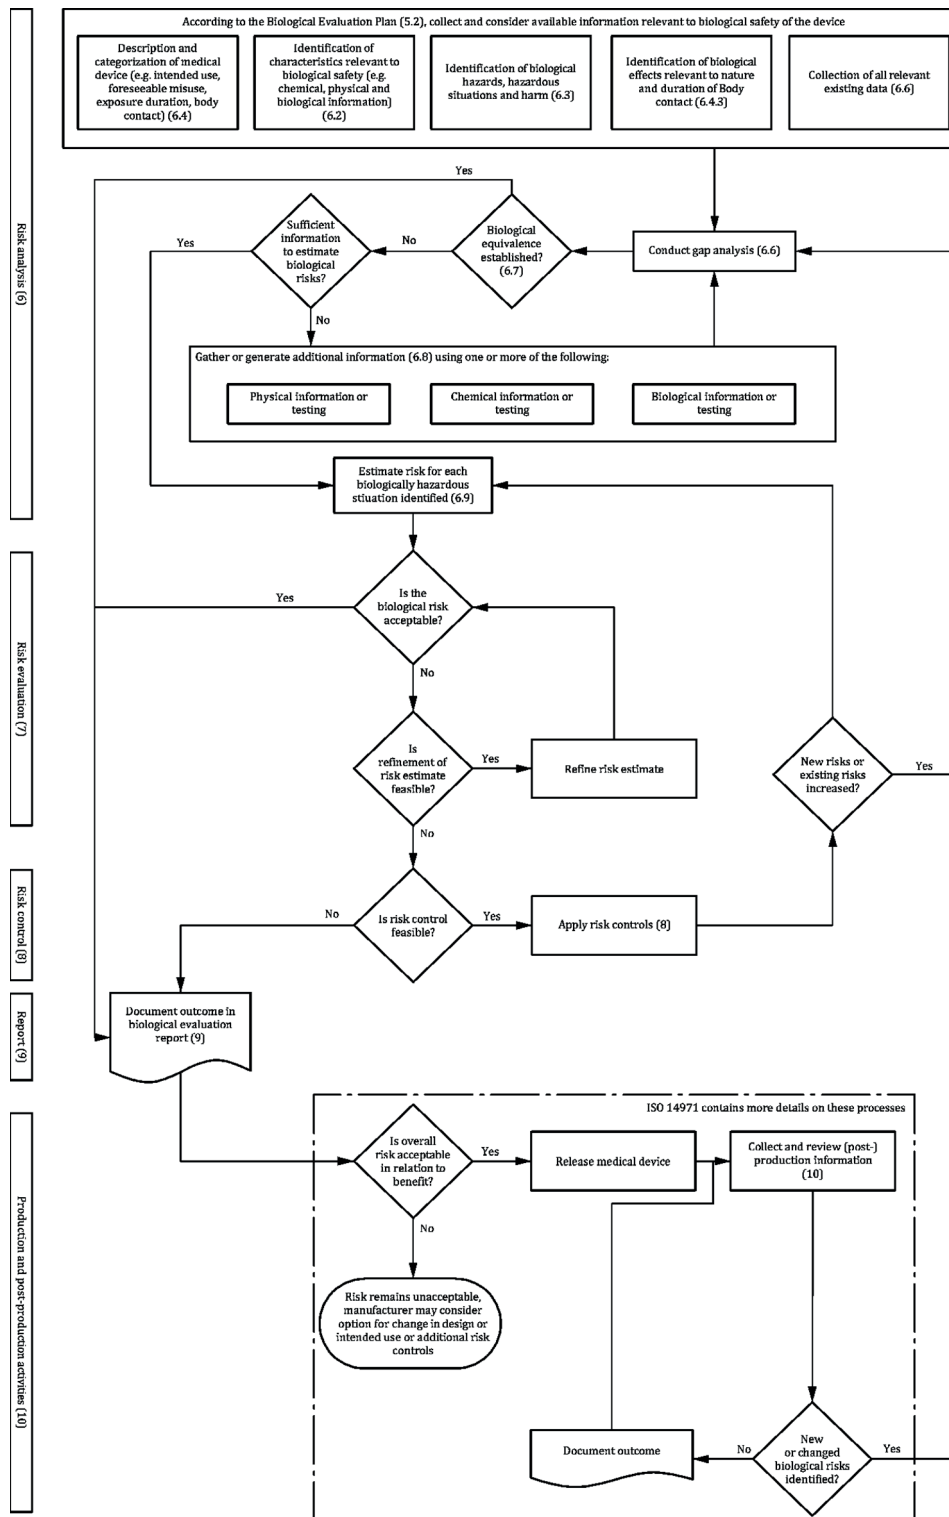 According to the Biological Evaluation Plan (5.2), collect and consider available information relevant to biological safety of the device
Description and
categorization of medical
device (e.g. intended use,
foreseeable misuse,
exposure duration, body
contact) (6.4)
Identification of
characteristics relevant to
biological safety (e.g.
chemical, physical and
biological information)
(6.2)
Identification of biological
hazards, hazardous
situations and harm (6.3)
Identification of biological
effects relevant to nature
and duration of Body
contact (6.4.3)
Collection of all relevant
existing data (6.6)
Risk analysis (6)
Yes
Yes
Sufficient
information
to estimate
biological
risks?
No
Biological
equivalence
established?
(6.7)
Conduct gap analysis (6.6)
No
Gather or generate additional information (6.8) using one or more of the following:
Physical information or
testing
Chemical information or
testing
Biological information or
testing
Estimate risk for each
biologically hazardous
stiuation identified (6.9)
Risk evaluation (7)
Yes
Is the
biological risk
acceptable?
No
Is
refinement of
risk estimate
feasible?
Yes
Refine risk estimate
New risks or
existing risks
increased?
Yes
No
Risk control (8)
No
Is risk control
feasible?
Yes
Apply risk controls (8)
Report (9)
Document outcome in
biological evaluation
report (9)
Production and post-production activities (10)
ISO 14971 contains more details on these processes
Is overall
risk acceptable
in relation to
benefit?
Yes
Release medical device
Collect and review (post-)
production information
(10)
No
Risk remains unacceptable,
manufacturer may consider
option for change in design or
intended use or additional risk
controls
Document outcome
No
New
or changed
biological risks
identified?
Yes